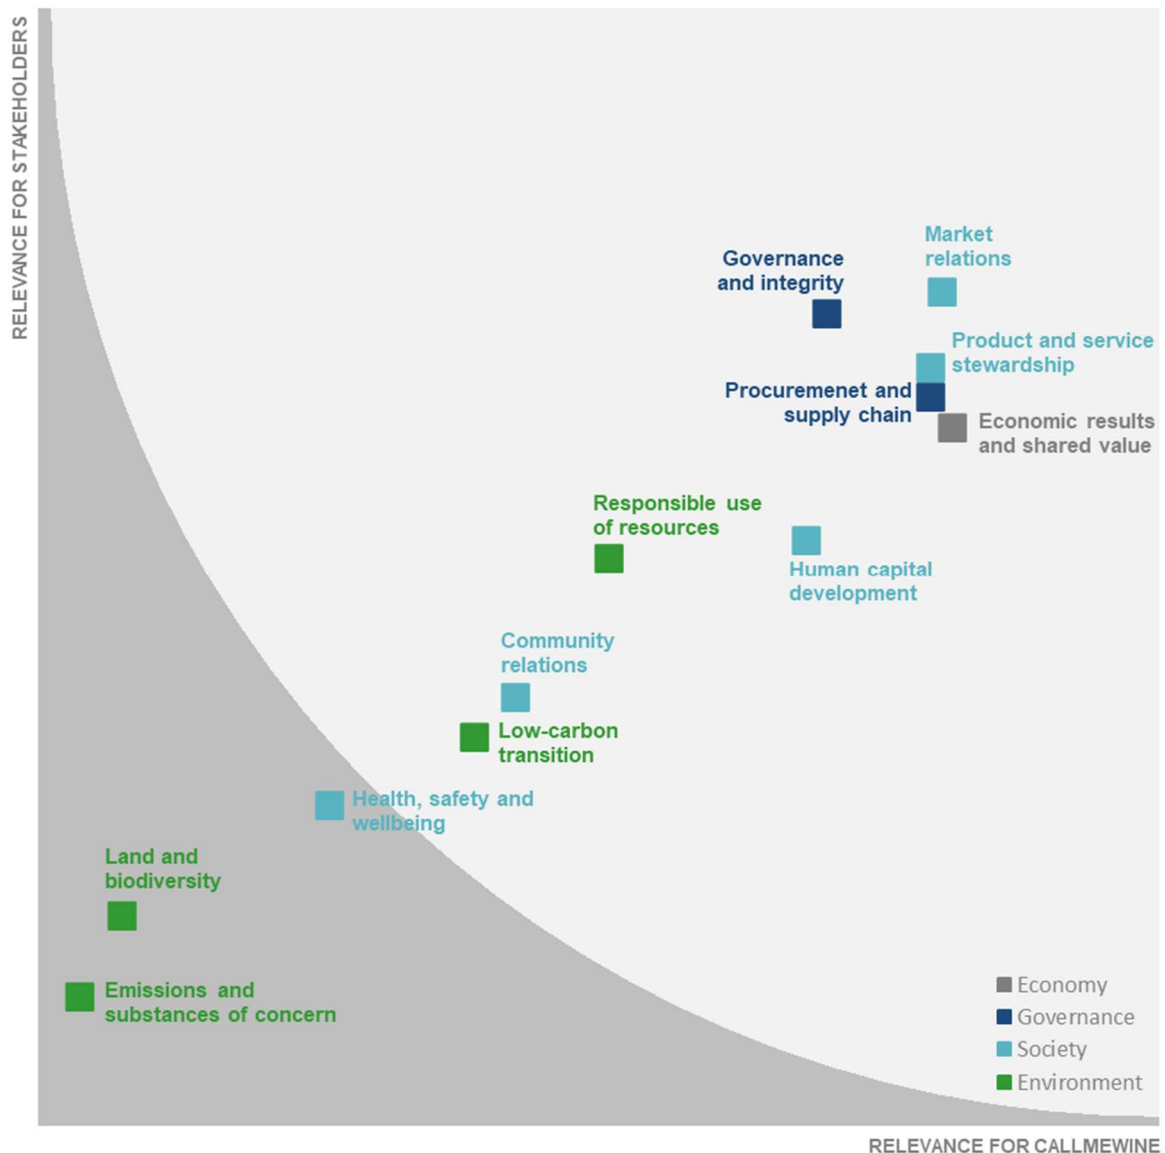 RELEVANCE FOR STAKEHOLDERS
Market
relations
Governance
and integrity
Product and service
stewardship
Procuremenet and
supply chain
Economic results
and shared value
Responsible use
of resources
Human capital
development
Community
relations
Low-carbon
transition
Health, safety and
wellbeing
Land and
biodiversity
Emissions and
substances of concern
Economy
Governance
Society
Environment
RELEVANCE FOR CALLMEWINE